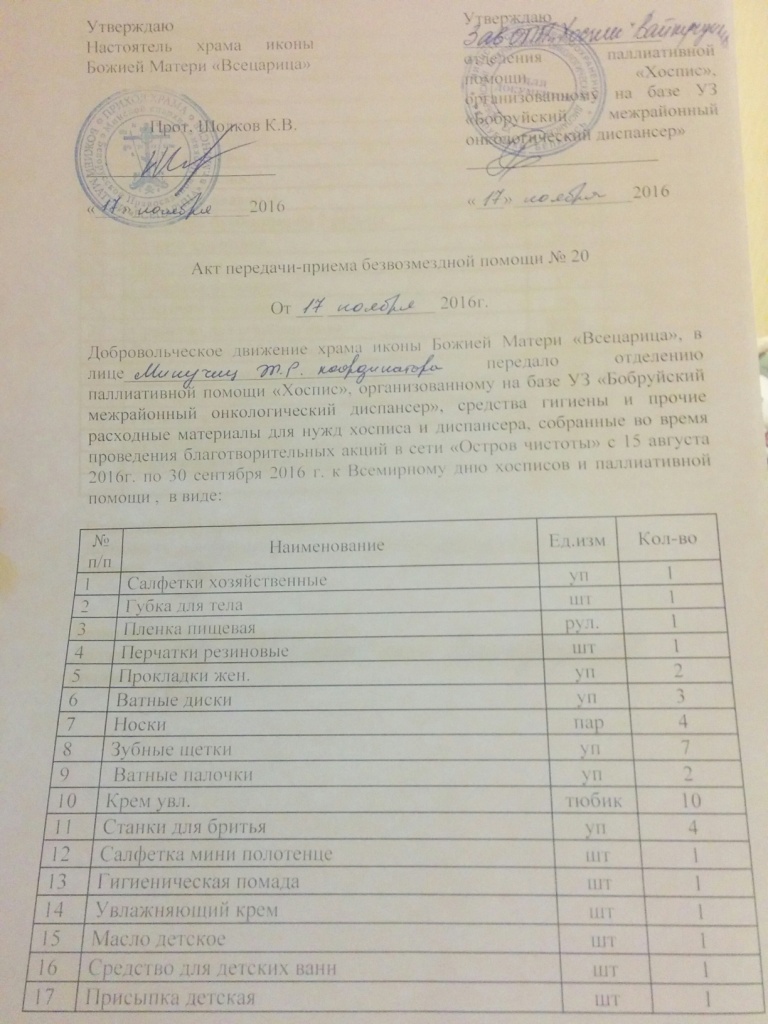 Утверждаю
Настоятель храма иконы
Божией Матери «Всецарица»
Прот. Шолков К.В.
«17» ноября 2016
Утверждаю
Зав ОПП "Хоспис"
отделения паллиативной
помощи «Хоспис»,
организованному на базе УЗ
«Бобруйский межрайонный
онкологический диспансер»
«17» ноября 2016
Акт передачи-приема безвозмездной помощи № 20
От 17 ноября 2016г.
Добровольческое движение храма иконы Божией Матери «Всецарица», в
лице Т.Р. координатора передало отделению
паллиативной помощи «Хоспис», организованному на базе УЗ «Бобруйский
межрайонный онкологический диспансер», средства гигиены и прочие
расходные материалы для нужд хосписа и диспансера, собранные во время
проведения благотворительных акций в сети «Остров чистоты» с 15 августа
2016г. по 30 сентября 2016 г. к Всемирному дню хосписов и паллиативной
помощи , в виде:
№ п/п Наименование Ед.изм Кол-во
1 Салфетки хозяйственные уп 1
2 Губка для тела шт 1
3 Пленка пищевая рул. 1
4 Перчатки резиновые шт 1
5 Прокладки жен. уп 2
6 Ватные диски уп 3
7 Носки пар 4
8 Зубные щетки уп 7
9 Ватные палочки уп 2
10 Крем увл. тюбик 10
11 Станки для бритья уп 4
12 Салфетка мини полотенце шт 1
13 Гигиеническая помада шт 1
14 Увлажняющий крем шт 1
15 Масло детское шт 1
16 Средство для детских ванн шт 1
17 Присыпка детская шт 1